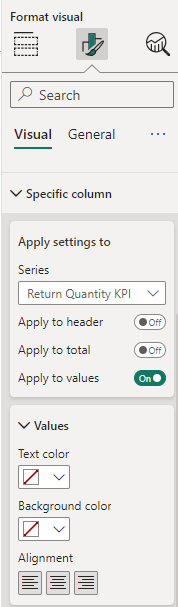 Format visual
Search
Visual
General
...
Specific column
Apply settings to
Series
Return Quantity KPI
Apply to header
Off
Apply to total
Off
Apply to values
On
Values
Text color
Background color
Alignment